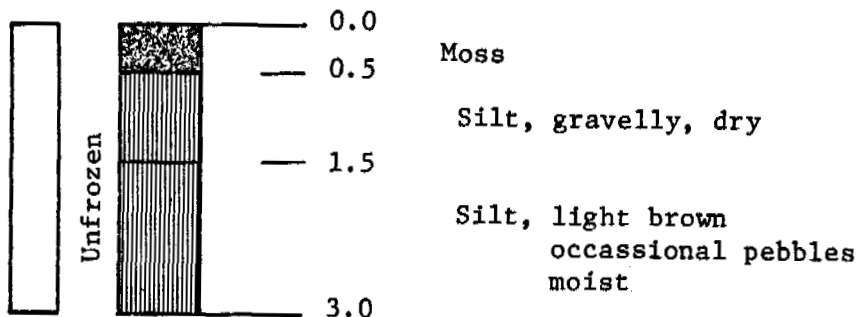 0.0
Moss
0.5
Silt, gravelly, dry
1.5
Unfrozen
Silt, light brown
occassional pebbles
moist
3.0